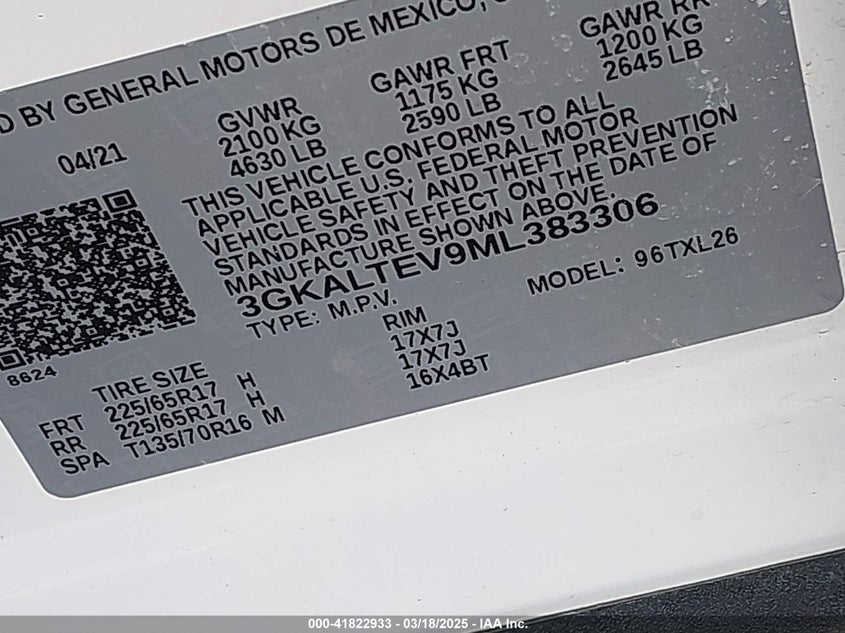 D BY GENERAL MOTORS DE MEXICO,
04/21
GVWR
2100 KG
4630 LB
GAWR FRT
1175 KG
2590 LB
GAWR RR
1200 KG
2645 LB
THIS VEHICLE CONFORMS TO ALL
APPLICABLE U.S. FEDERAL MOTOR
VEHICLE SAFETY AND THEFT PREVENTION
STANDARDS IN EFFECT ON THE DATE OF
MANUFACTURE SHOWN ABOVE.
3GKALTEV9ML383306
TYPE: M.P.V.
MODEL: 96TXL26
8624
TIRE SIZE RIM
FRT 225/65R17 H 17X7J
RR 225/65R17 H 17X7J
SPA T135/70R16 M 16X4BT
000-41822933 - 03/18/2025 - IAA Inc.